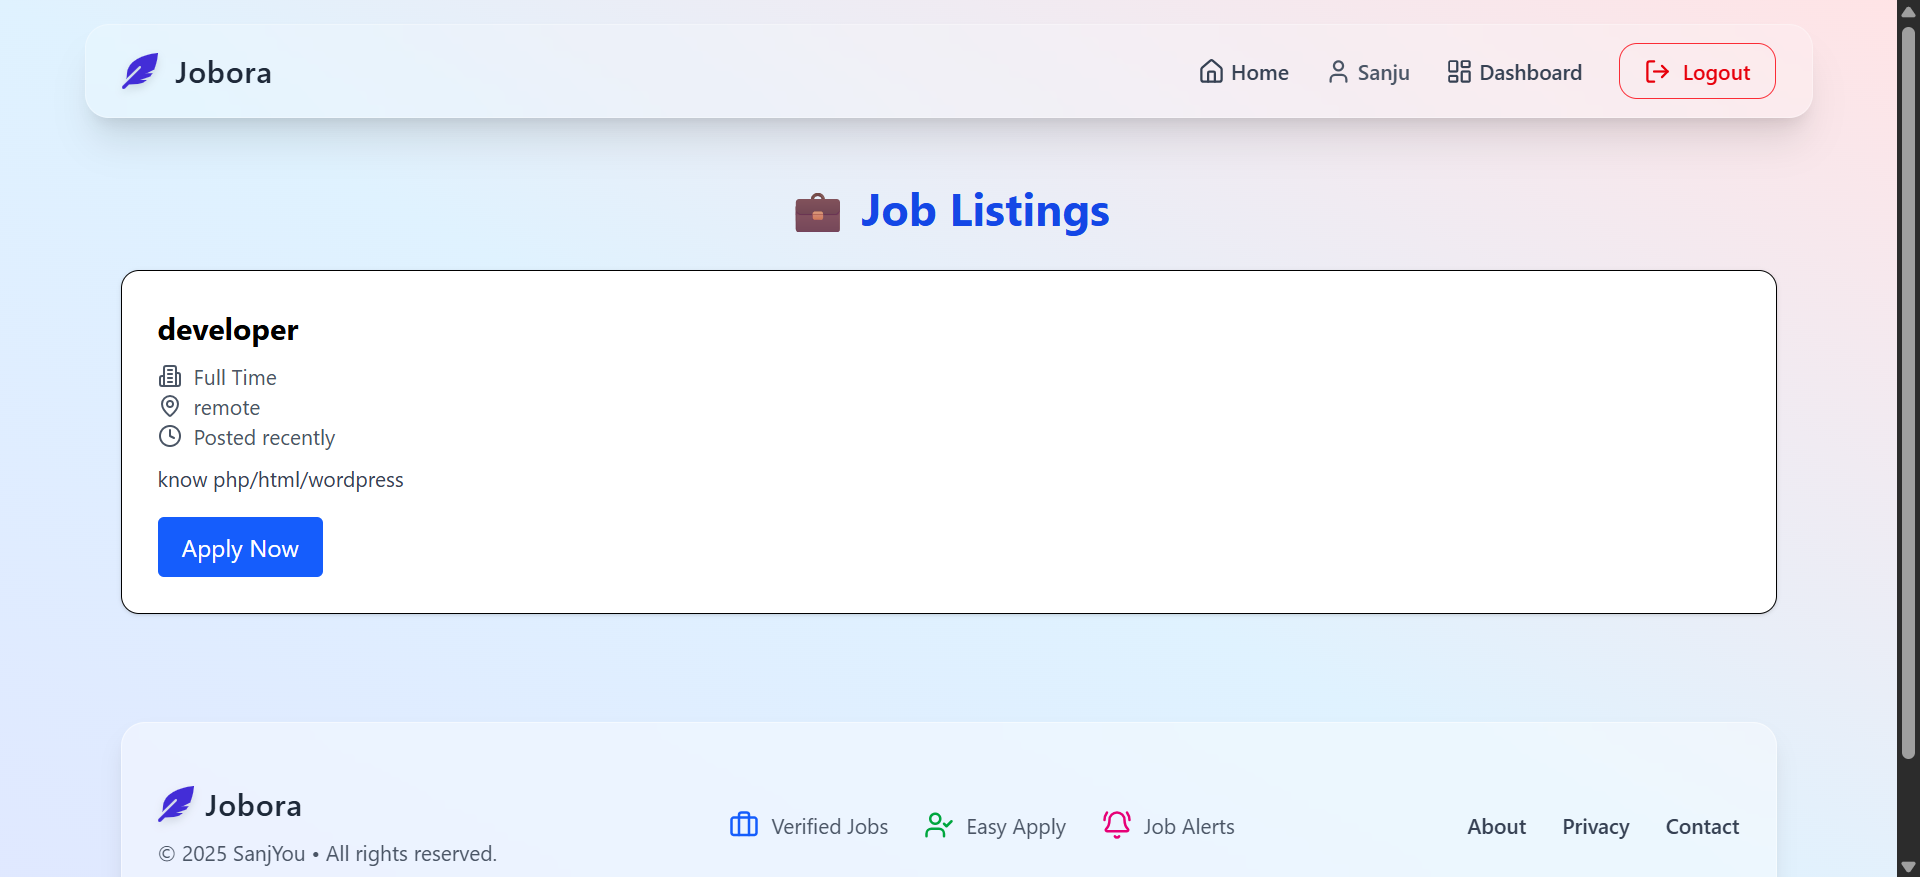 Jobora
Home
Sanju
Dashboard
Logout
Job Listings
developer
Full Time
remote
Posted recently
know php/html/wordpress
Apply Now
Jobora
© 2025 SanjYou • All rights reserved.
Verified Jobs
Easy Apply
Job Alerts
About
Privacy
Contact